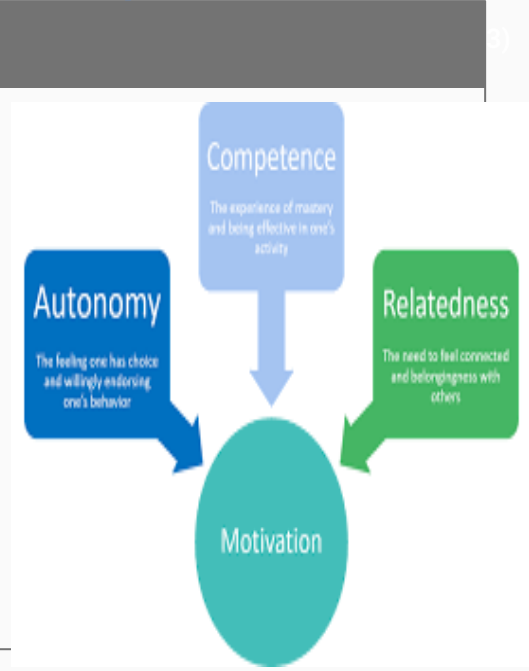 3)
Competence
The experience of mastery
and being effective in one's
activity
Autonomy
The feeling one has choice
and willingly endorsing
one's behavior
Relatedness
The need to feel connected
and belongingness with
others
Motivation